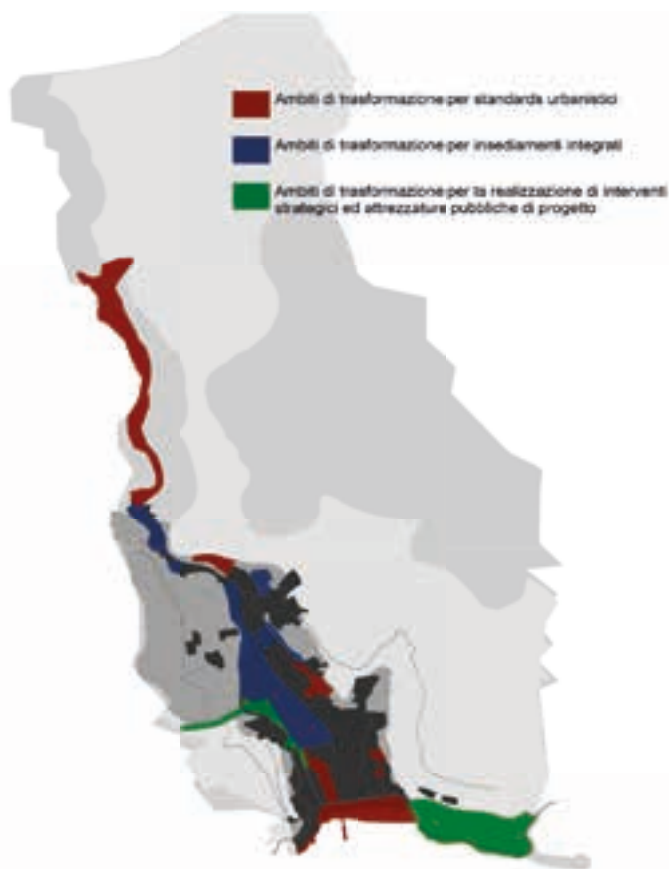 Ambiti di trasformazione per standards urbanistici
Ambiti di trasformazione per insediamenti integrati
Ambiti di trasformazione per la realizzazione di interventi
strategici ed attrezzature pubbliche di progetto